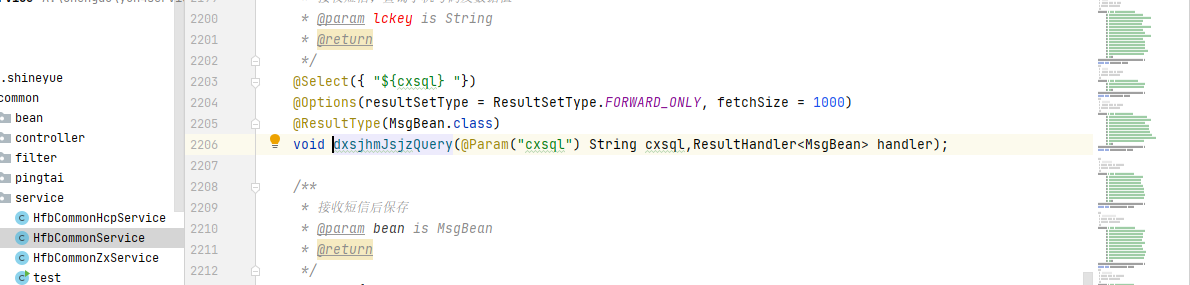 .shineyue
common
bean
controller
filter
pingtai
service
HfbCommonHcpService
HfbCommonService
HfbCommonZxService
test
2200 * @param lckey is String
2201 * @return
2202 */
2203 @Select({ "${cxsql} "})
2204 @Options(resultSetType = ResultSetType.FORWARD_ONLY, fetchSize = 1000)
2205 @ResultType(MsgBean.class)
2206 void dxsjhmJsjzQuery(@Param("cxsql") String cxsql,ResultHandler<MsgBean> handler);
2207
2208 /**
2209 * 接收短信后保存
2210 * @param bean is MsgBean
2211 * @return
2212 */